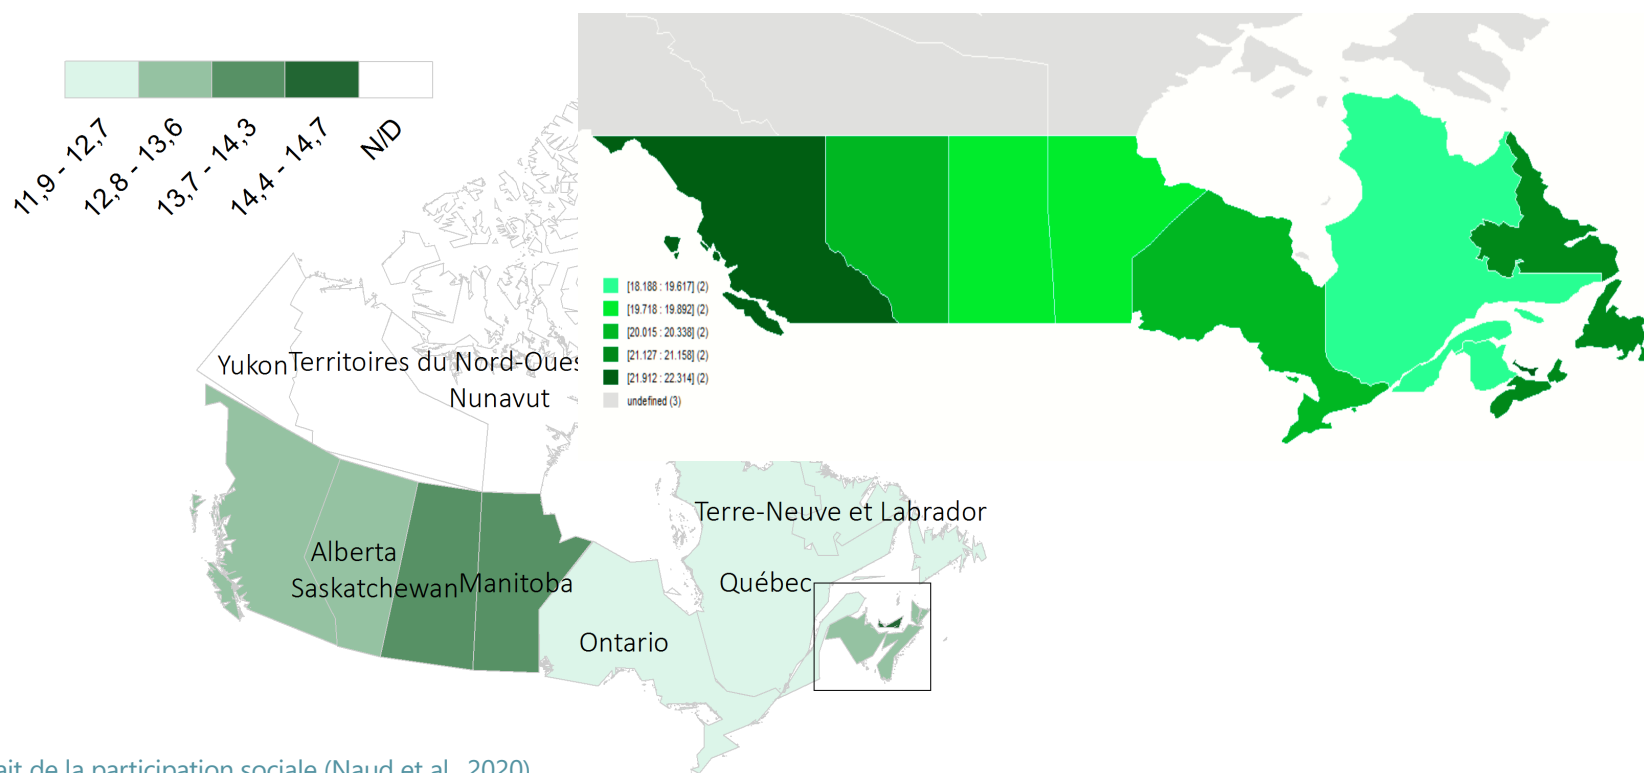 11,9 - 12,7
12,8 - 13,6
13,7 - 14,3
14,4 - 14,7
N/D
[18.188 : 19.617] (2)
[19.718 : 19.892] (2)
[20.015 : 20.338] (2)
[21.127 : 21.158] (2)
[21.912 : 22.314] (2)
undefined (3)
Yukon
Territoires du Nord-Oues
Nunavut
Terre-Neuve et Labrador
Alberta
Saskatchewan
Manitoba
Québec
Ontario
ait de la participation sociale (Naud et al., 2020)